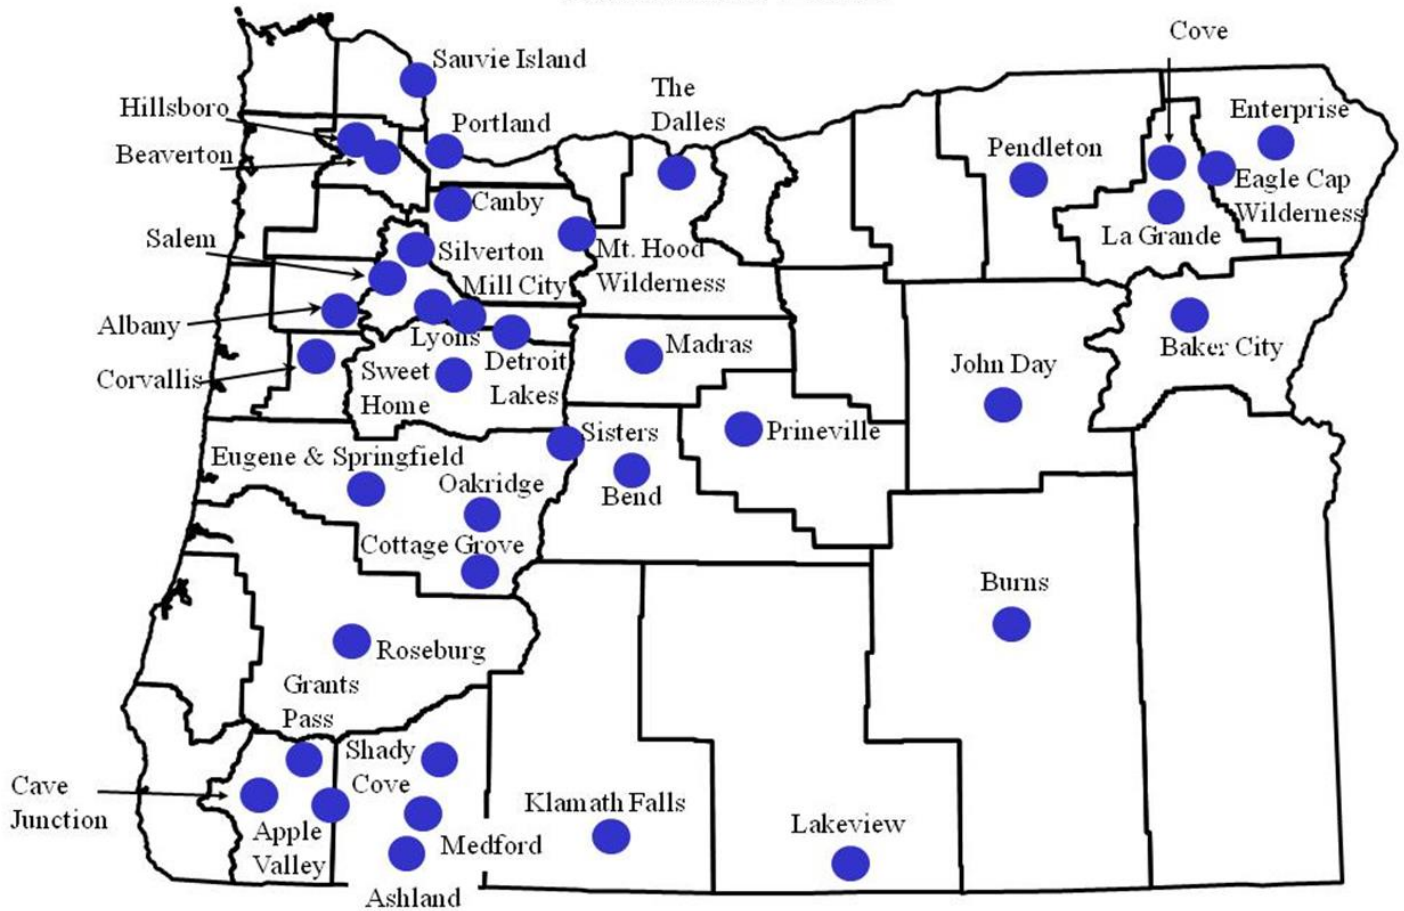 Cove
Sauvie Island
The
Dalles
Hillsboro
Enterprise
Portland
Beaverton
Pendleton
Eagle Cap
Wilderness
Canby
La Grande
Salem
Silverton
Mt. Hood
Wilderness
Mill City
Albany
Lyons
Detroit
Lakes
Madras
Baker City
Corvallis
Sweet
Home
John Day
Sisters
Prineville
Eugene & Springfield
Oakridge
Bend
Cottage Grove
Burns
Roseburg
Grants
Pass
Shady
Cove
Cave
Junction
Klamath Falls
Lakeview
Apple
Valley
Medford
Ashland